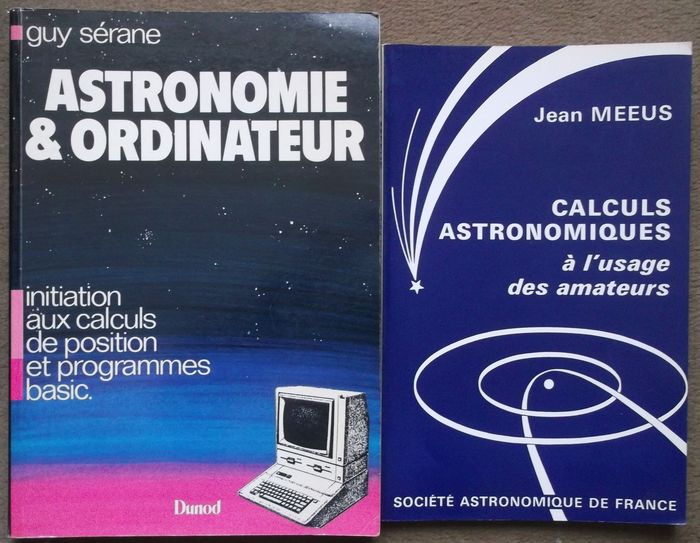 guy sérane
ASTRONOMIE
& ORDINATEUR
initiation
aux calculs
de position
et programmes
basic.
Dunod
Jean MEEUS
CALCULS
ASTRONOMIQUES
à l'usage
des amateurs
SOCIÉTÉ ASTRONOMIQUE DE FRANCE